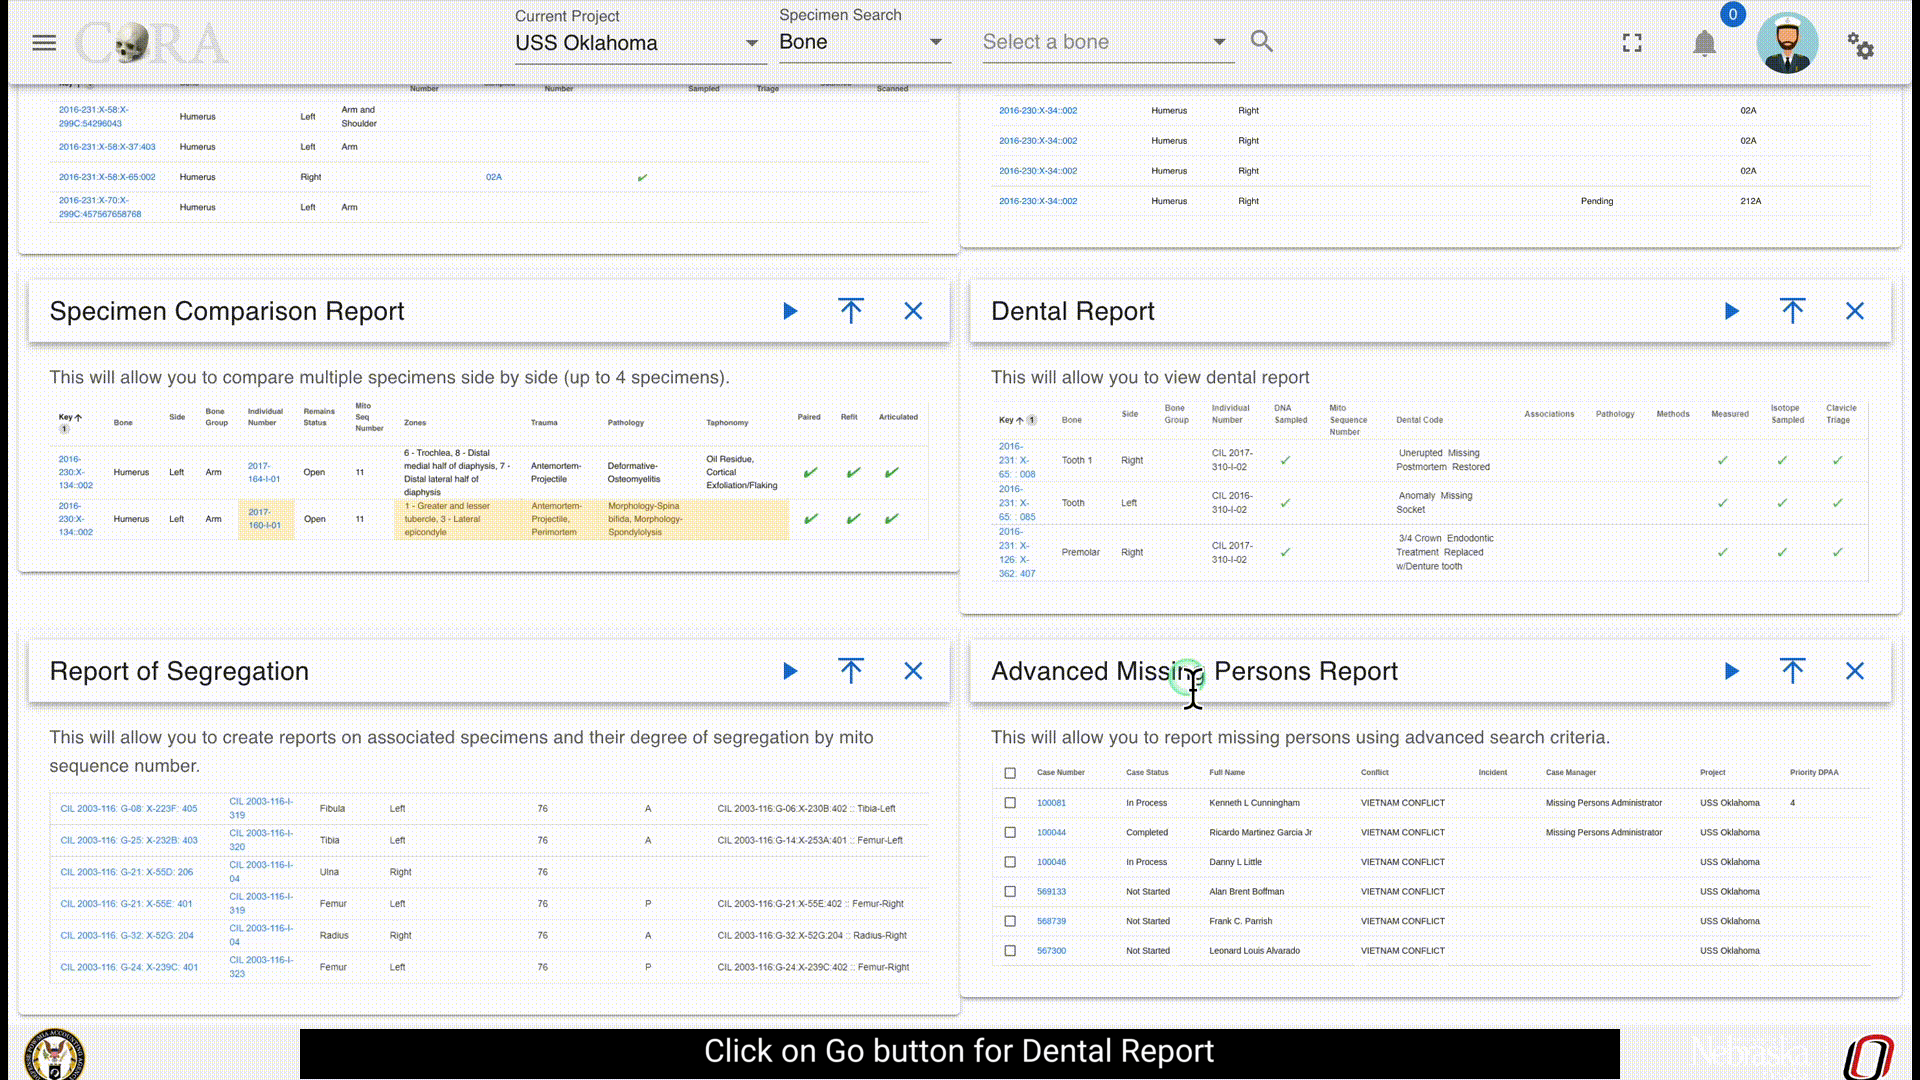 Current Project
USS Oklahoma
Specimen Search
Bone
Select a bone
0
CORA
Number
Number
Sampled
Triage
Scanned
2016-231:X-58:X-299C:54296043 Humerus Left Arm and Shoulder
2016-231:X-58:X-37:403 Humerus Left Arm
2016-231:X-58:X-65:002 Humerus Right 02A
2016-231:X-70:X-299C:457567658768 Humerus Left Arm
2016-230:X-34::002 Humerus Right 02A
2016-230:X-34::002 Humerus Right 02A
2016-230:X-34::002 Humerus Right 02A
2016-230:X-34::002 Humerus Right Pending 212A
Specimen Comparison Report
This will allow you to compare multiple specimens side by side (up to 4 specimens).
Key 1 Bone Side Bone Group Individual Number Remains Status Mito Seq Number Zones Trauma Pathology Taphonomy Paired Refit Articulated
2016-230:X-134::002 Humerus Left Arm 2017-164-I-01 Open 11 6 - Trochlea, 8 - Distal medial half of diaphysis, 7 - Distal lateral half of diaphysis Antemortem-Projectile Deformative-Osteomyelitis Oil Residue, Cortical Exfoliation/Flaking
2016-230:X-134::002 Humerus Left Arm 2017-160-I-01 Open 11 1 - Greater and lesser tubercle, 3 - Lateral epicondyle Antemortem-Projectile, Perimortem Morphology-Spina bifida, Morphology-Spondylolysis
Dental Report
This will allow you to view dental report
Key 1 Bone Side Bone Group Individual Number DNA Sampled Mito Sequence Number Dental Code Associations Pathology Methods Measured Isotope Sampled Clavicle Triage
2016-231: X-65: : 008 Tooth 1 Right CIL 2017-310-I-02 Unerupted Missing Postmortem Restored
2016-231: X-65: : 085 Tooth Left CIL 2016-310-I-02 Anomaly Missing Socket
2016-231: X-126: X-362: 407 Premolar Right CIL 2017-310-I-02 3/4 Crown Endodontic Treatment Replaced w/Denture tooth
Report of Segregation
This will allow you to create reports on associated specimens and their degree of segregation by mito
sequence number.
CIL 2003-116: G-08: X-223F: 405 CIL 2003-116-I-319 Fibula Left 76 A CIL 2003-116:G-06:X-230B:402 :: Tibia-Left
CIL 2003-116: G-25: X-232B: 403 CIL 2003-116-I-320 Tibia Left 76 A CIL 2003-116:G-14:X-253A:401 :: Femur-Left
CIL 2003-116: G-21: X-55D: 206 CIL 2003-116-I-04 Ulna Right 76
CIL 2003-116: G-21: X-55E: 401 CIL 2003-116-I-319 Femur Left 76 P CIL 2003-116:G-21:X-55E:402 :: Femur-Right
CIL 2003-116: G-32: X-52G: 204 CIL 2003-116-I-04 Radius Right 76 A CIL 2003-116:G-32:X-52G:204 :: Radius-Right
CIL 2003-116: G-24: X-239C: 401 CIL 2003-116-I-323 Femur Left 76 P CIL 2003-116:G-24:X-239C:402 :: Femur-Right
Advanced Missing Persons Report
This will allow you to report missing persons using advanced search criteria.
Case Number Case Status Full Name Conflict Incident Case Manager Project Priority DPAA
100081 In Process Kenneth L Cunningham VIETNAM CONFLICT Missing Persons Administrator USS Oklahoma 4
100044 Completed Ricardo Martinez Garcia Jr VIETNAM CONFLICT Missing Persons Administrator USS Oklahoma
100046 In Process Danny L Little VIETNAM CONFLICT USS Oklahoma
569133 Not Started Alan Brent Boffman VIETNAM CONFLICT USS Oklahoma
568739 Not Started Frank C. Parrish VIETNAM CONFLICT USS Oklahoma
567300 Not Started Leonard Louis Alvarado VIETNAM CONFLICT USS Oklahoma
Click on Go button for Dental Report
Nebraska